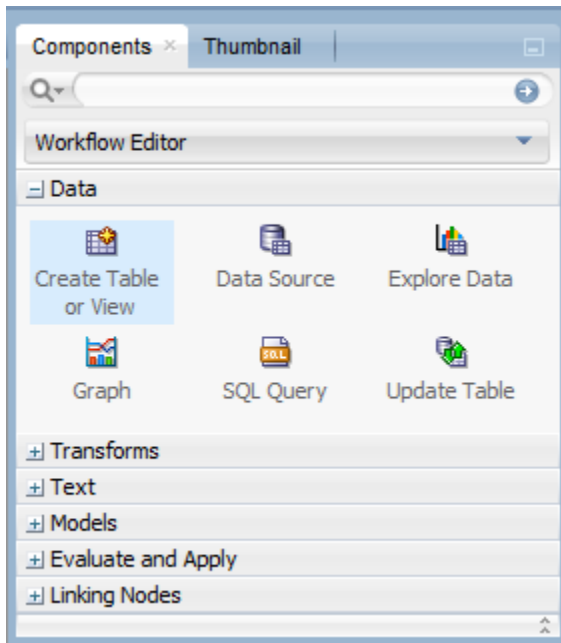 Components Thumbnail
Workflow Editor
Data
Create Table Data Source Explore Data
or View
SQL
Graph SQL Query Update Table
Transforms
Text
Models
Evaluate and Apply
Linking Nodes